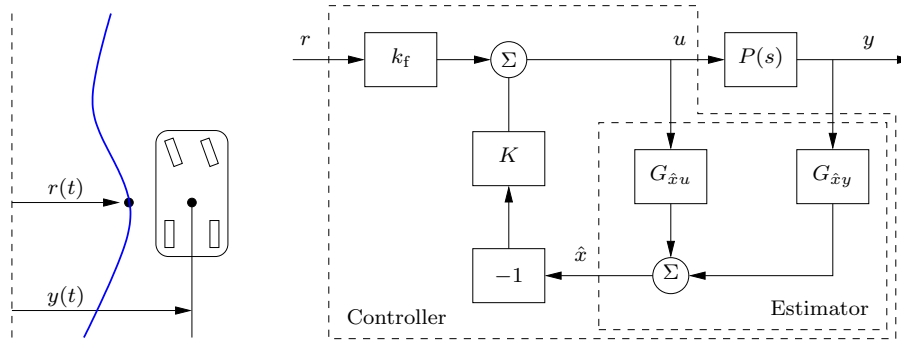 r(t)
y(t)
r
k_f
Σ
u
P(s)
y
K
G_{x̂u}
G_{x̂y}
−1
x̂
Σ
Controller
Estimator